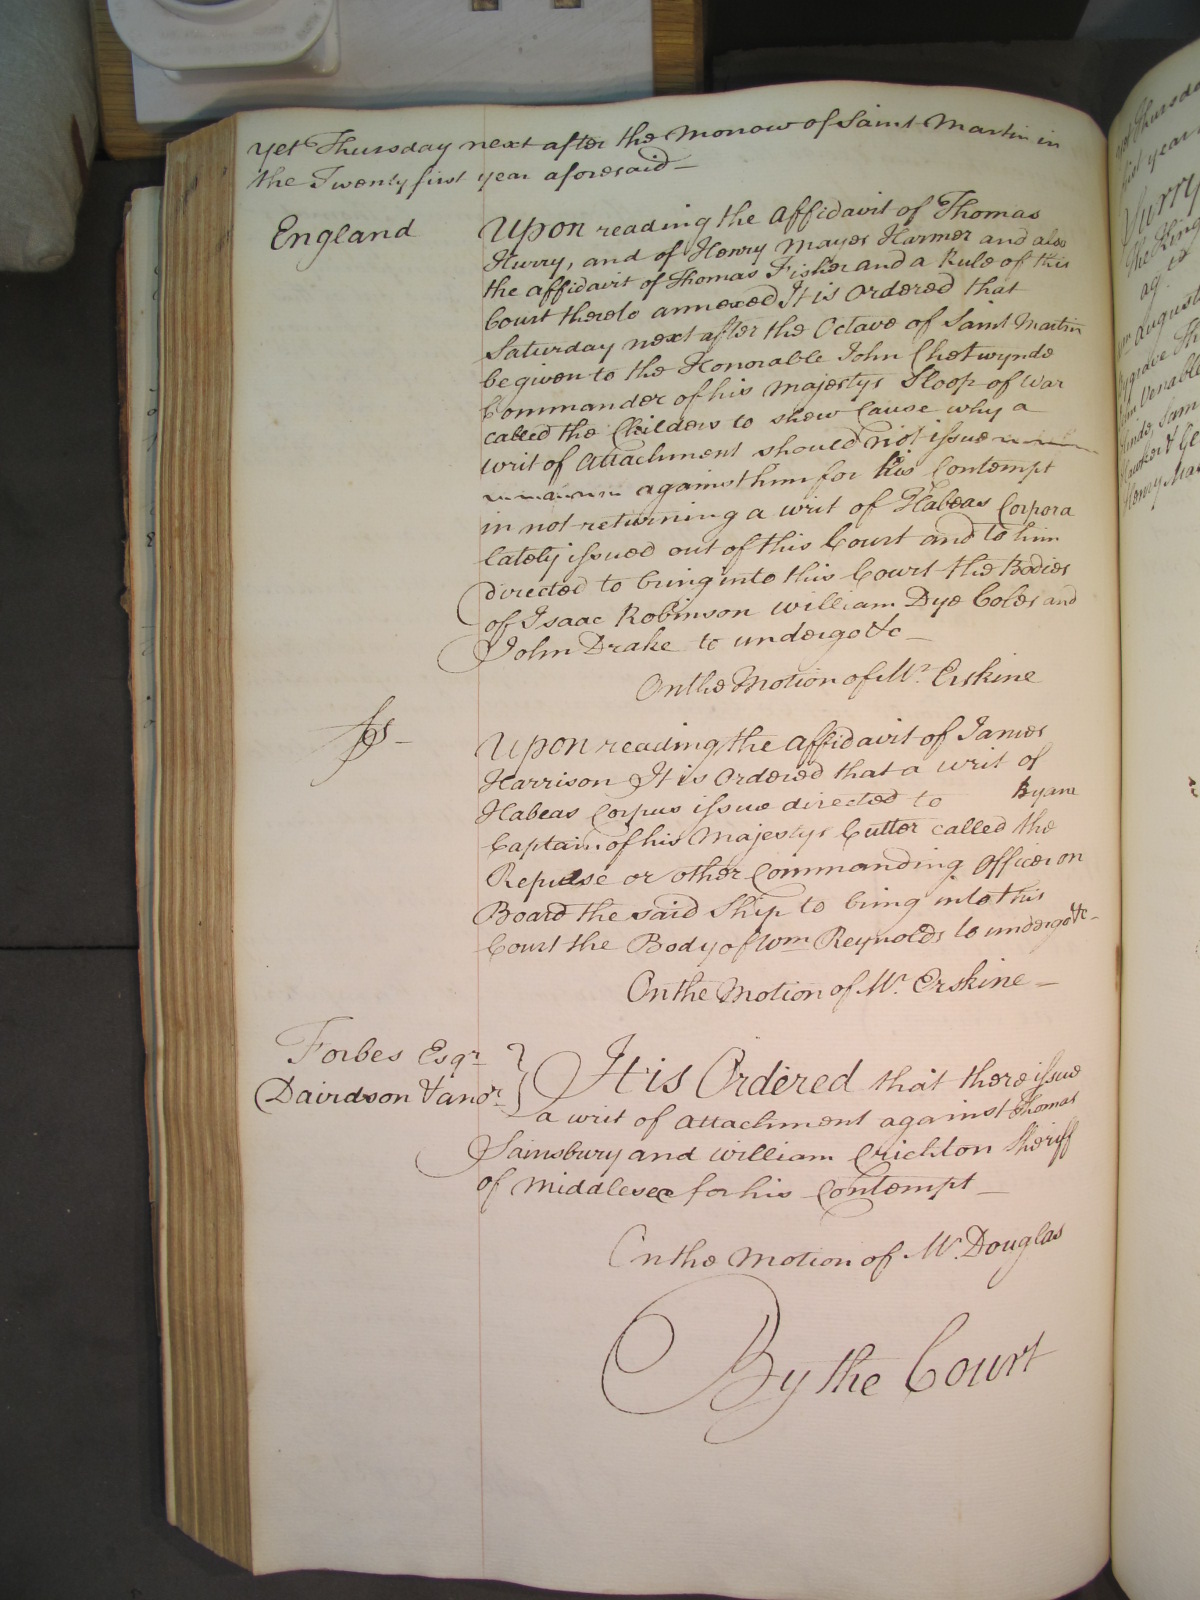 yet Thursday next after the Morrow of Saint Martin in
the Twenty first year aforesaid —
England
Upon reading the Affidavit of Thomas
Hurry, and of Henry Mayes Harmer and also
the affidavit of Thomas Fisher and a Rule of this
Court thereto annexed It is Ordered that
Saturday next after the Octave of Saint Martin
be given to the Honorable John Chetwynde
Commander of his Majestys Sloop of War
called the Childers to shew Cause why a
Writ of Attachment should not issue
against him for his Contempt
in not returning a writ of Habeas Corpora
lately issued out of this Court and to him
directed to bring into this Court the Bodies
of Isaac Robinson William Dye Coles and
John Drake to undergo &c —
On the Motion of Mr. Erskine
Upon reading the Affidavit of James
Harrison It is Ordered that a writ of
Habeas Corpus issue directed to Ryane
Captain of his Majestys Cutter called the
Repulse or other Commanding Officer on
Board the said Ship to bring into this
Court the Body of Wm Reynolds to undergo &c —
On the Motion of Mr. Erskine —
Forbes Esqr
Davidson & anor
It is Ordered that there issue
a writ of Attachment against Thomas
Sainsbury and William Crichton Sheriff
of Middlesex for his Contempt —
On the Motion of Mr. Douglas
By the Court
Hurry
The King
agt